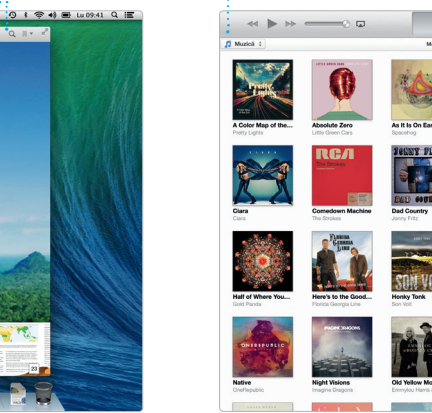 Lu 09:41
23
Muzică
A Color Map of the...
Pretty Lights
Absolute Zero
Little Green Cars
As It Is On Ear
Spacehog
Ciara
Ciara
Comedown Machine
The Strokes
Dad Country
Jonny Fritz
Half of Where You...
Gold Panda
Here's to the Good...
Florida Georgia Line
Honky Tonk
Son Volt
Native
OneRepublic
Night Visions
Imagine Dragons
Old Yellow Mo
Emmylou Harris